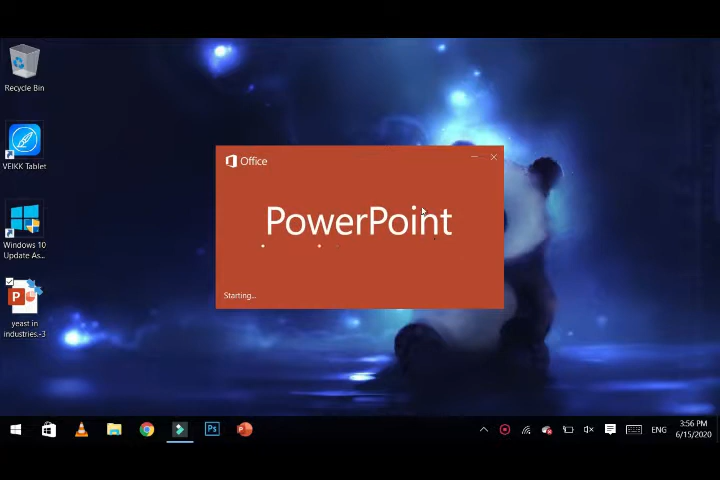 Recycle Bin
VEIKK Tablet
Windows 10
Update As...
yeast in
industries.-3
Office
PowerPoint
Starting...
Ps
P
ENG
3:56 PM
6/15/2020